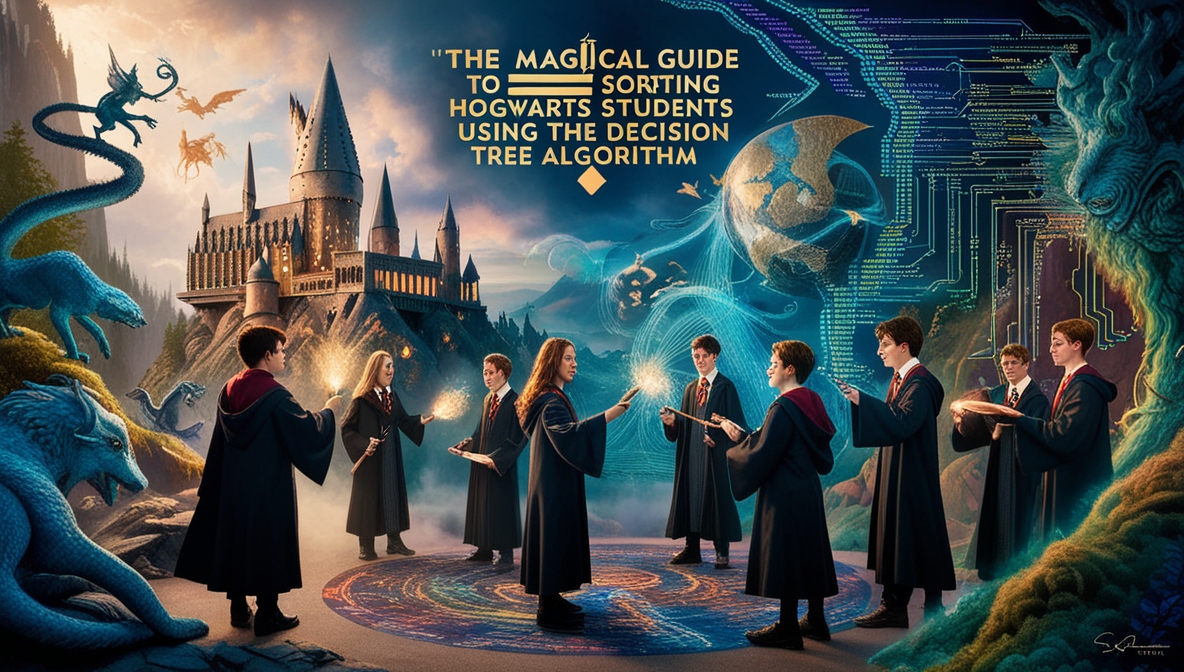 "THE MAGICAL GUIDE
TO SORTING
HOGWARTS STUDENTS
USING THE DECISION
TREE ALGORITHM